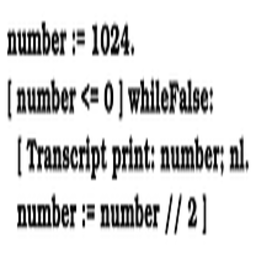 number := 1024.
[ number <= 0 ] whileFalse:
[ Transcript print: number; nl.
number := number // 2 ]